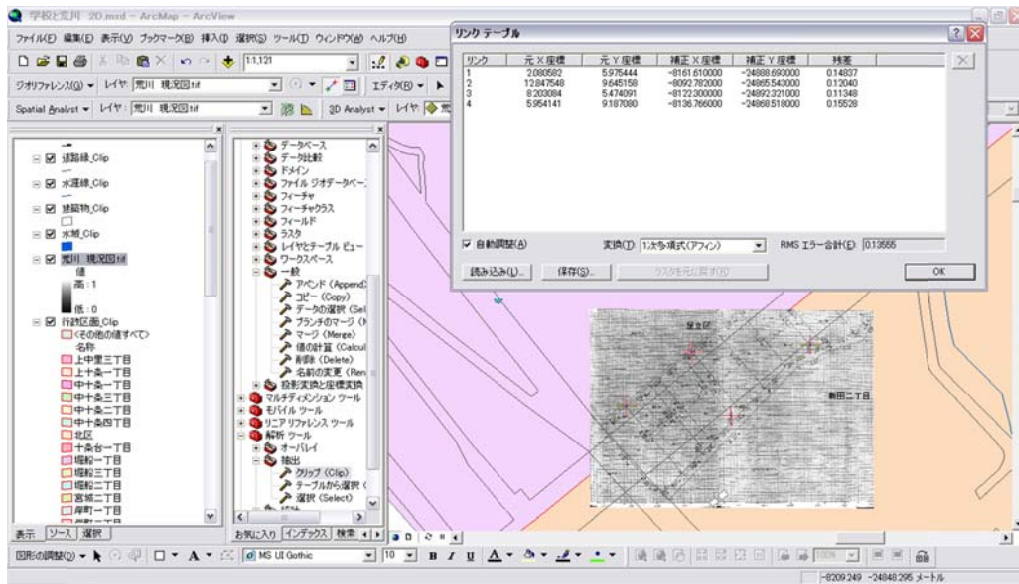 学校と荒川 2D.mxd - ArcMap - ArcView
ファイル(F) 編集(E) 表示(V) ブックマーク(B) 挿入(I) 選択(S) ツール(T) ウィンドウ(W) ヘルプ(H)
1:1,121
ジオリファレンス(G) レイヤ: 荒川 現況図.tif エディタ(R)
Spatial Analyst レイヤ: 荒川 現況図.tif 3D Analyst レイヤ:
リンク テーブル
リンク 元 X 座標 元 Y 座標 補正 X 座標 補正 Y 座標 残差
1 2.080582 5.975444 -8161.610000 -24888.690000 0.14837
2 12.847548 9.645158 -8092.782000 -24865.540000 0.12040
3 8.203084 5.474091 -8122.300000 -24892.321000 0.11348
4 5.954141 9.187080 -8136.766000 -24868.518000 0.15528
自動調整(A) 変換(T): 1次多項式(アフィン) RMS エラー合計(E): 0.13555
読み込み(L)... 保存(S)... ラスタを元に戻す(R) OK
道路縁_Clip
水涯線_Clip
建築物_Clip
水域_Clip
荒川 現況図.tif
値
高 : 1
低 : 0
行政区画_Clip
<その他の値すべて>
名称
上中里三丁目
上十条一丁目
中十条一丁目
中十条三丁目
中十条二丁目
中十条四丁目
北区
十条台一丁目
堀船一丁目
堀船三丁目
堀船二丁目
宮城二丁目
岸町一丁目
表示 ソース 選択
データベース
データ比較
ドメイン
ファイル ジオデータベー
フィーチャ
フィーチャクラス
フィールド
ラスタ
レイヤとテーブル ビュー
ワークスペース
一般
アペンド (Append)
コピー (Copy)
データの選択 (Sel
ブランチのマージ (M
マージ (Merge)
値の計算 (Calcul
削除 (Delete)
名前の変更 (Ren
投影変換と座標変換
マルチディメンション ツール
モバイル ツール
リニア リファレンス ツール
解析 ツール
オーバレイ
抽出
クリップ (Clip)
テーブルから選択 (
選択 (Select)
お気に入り インデックス 検索
足立区
新田二丁目
図形の調整(D) A MS UI Gothic 10 B I U A
100%
-8209.249 -24848.295 メートル